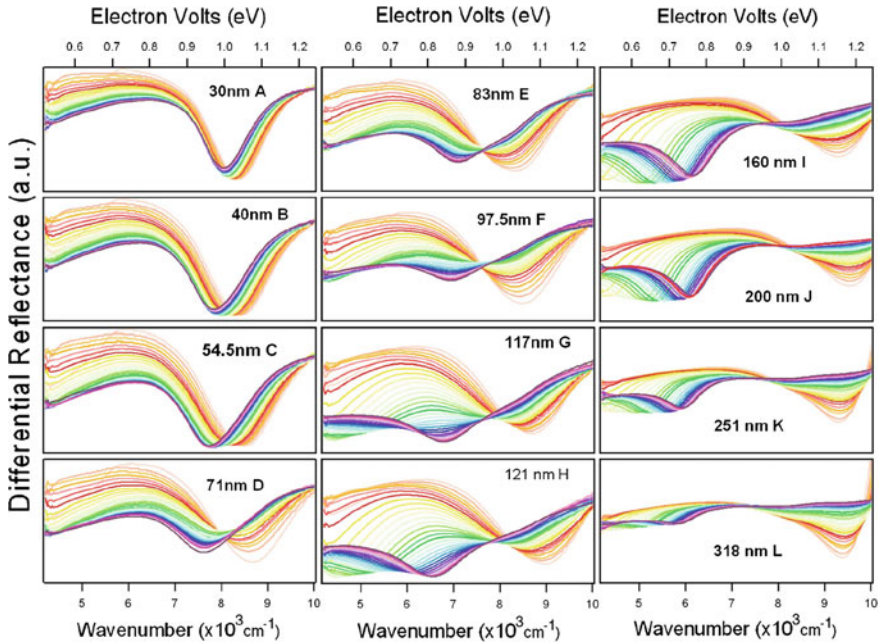 Electron Volts (eV) Electron Volts (eV) Electron Volts (eV)
0.6 0.7 0.8 0.9 1.0 1.1 1.2 0.6 0.7 0.8 0.9 1.0 1.1 1.2 0.6 0.7 0.8 0.9 1.0 1.1 1.2
Differential Reflectance (a.u.)
30nm A
83nm E
160 nm I
40nm B
97.5nm F
200 nm J
54.5nm C
117nm G
251 nm K
71nm D
121 nm H
318 nm L
5 6 7 8 9 10 5 6 7 8 9 10 5 6 7 8 9 10
Wavenumber (x10³cm⁻¹) Wavenumber (x10³cm⁻¹) Wavenumber (x10³cm⁻¹)